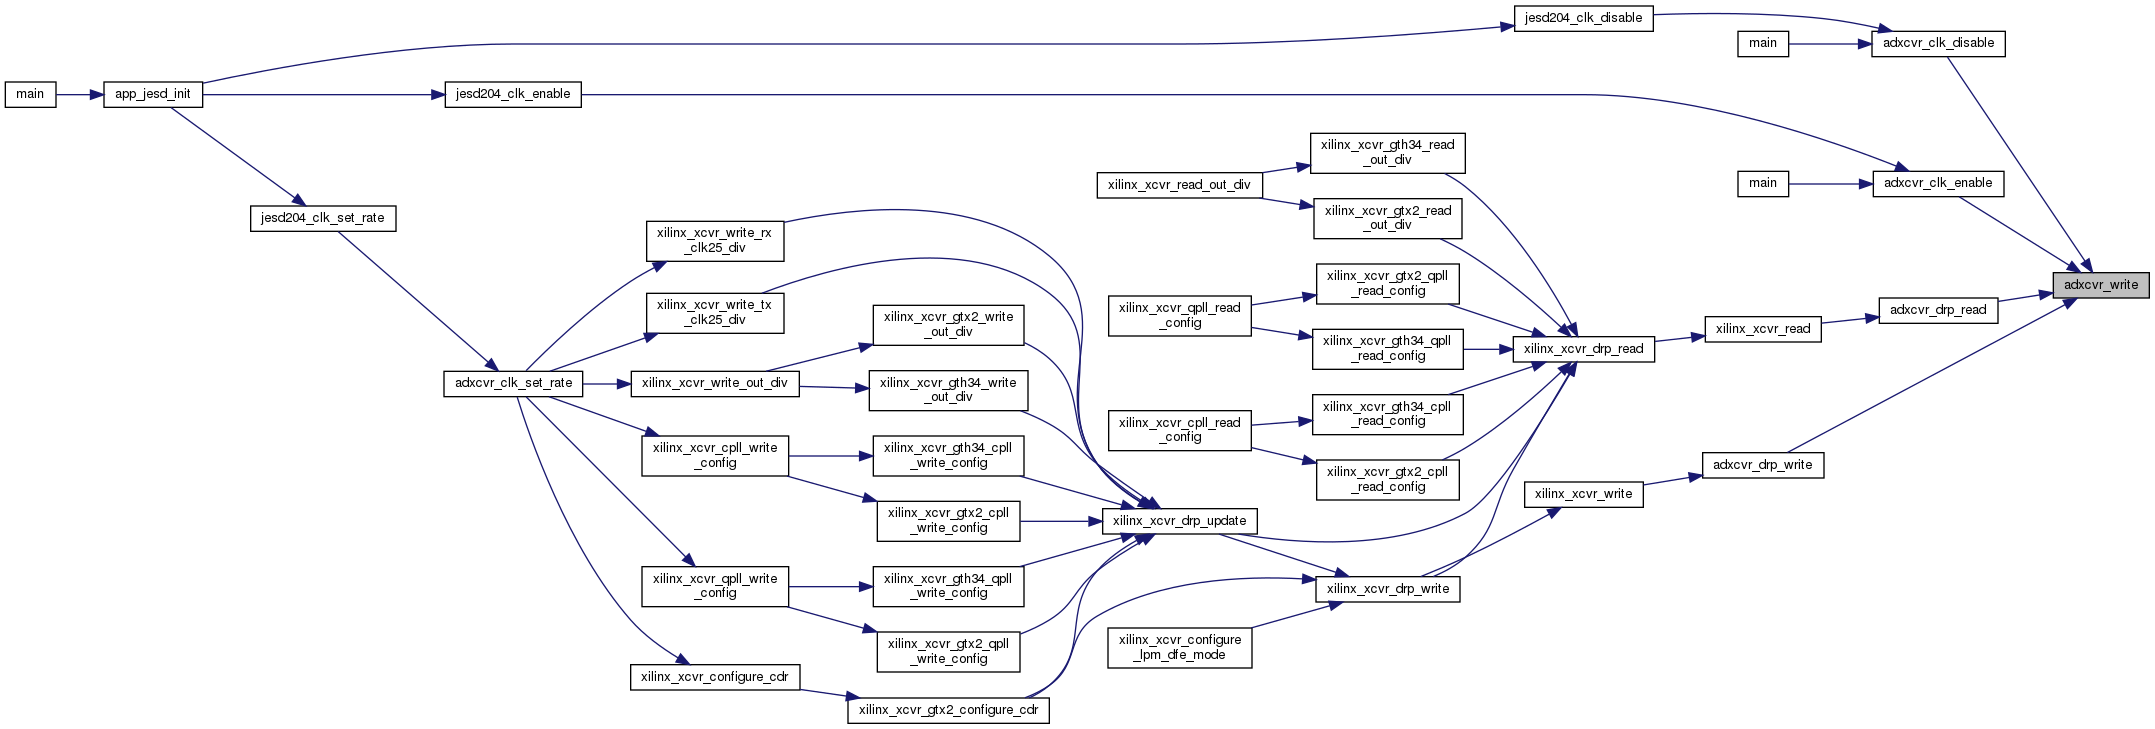 jesd204_clk_disable
main
adxcvr_clk_disable
main
app_jesd_init
jesd204_clk_enable
xilinx_xcvr_gth34_read
_out_div
xilinx_xcvr_read_out_div
main
adxcvr_clk_enable
jesd204_clk_set_rate
xilinx_xcvr_gtx2_read
_out_div
xilinx_xcvr_write_rx
_clk25_div
xilinx_xcvr_gtx2_qpll
_read_config
adxcvr_write
xilinx_xcvr_write_tx
_clk25_div
xilinx_xcvr_qpll_read
_config
adxcvr_drp_read
xilinx_xcvr_gtx2_write
_out_div
xilinx_xcvr_gth34_qpll
_read_config
xilinx_xcvr_drp_read
xilinx_xcvr_read
adxcvr_clk_set_rate
xilinx_xcvr_write_out_div
xilinx_xcvr_gth34_write
_out_div
xilinx_xcvr_gth34_cpll
_read_config
xilinx_xcvr_cpll_read
_config
xilinx_xcvr_cpll_write
_config
xilinx_xcvr_gth34_cpll
_write_config
xilinx_xcvr_gtx2_cpll
_read_config
adxcvr_drp_write
xilinx_xcvr_write
xilinx_xcvr_gtx2_cpll
_write_config
xilinx_xcvr_drp_update
xilinx_xcvr_qpll_write
_config
xilinx_xcvr_gth34_qpll
_write_config
xilinx_xcvr_drp_write
xilinx_xcvr_gtx2_qpll
_write_config
xilinx_xcvr_configure
_lpm_dfe_mode
xilinx_xcvr_configure_cdr
xilinx_xcvr_gtx2_configure_cdr